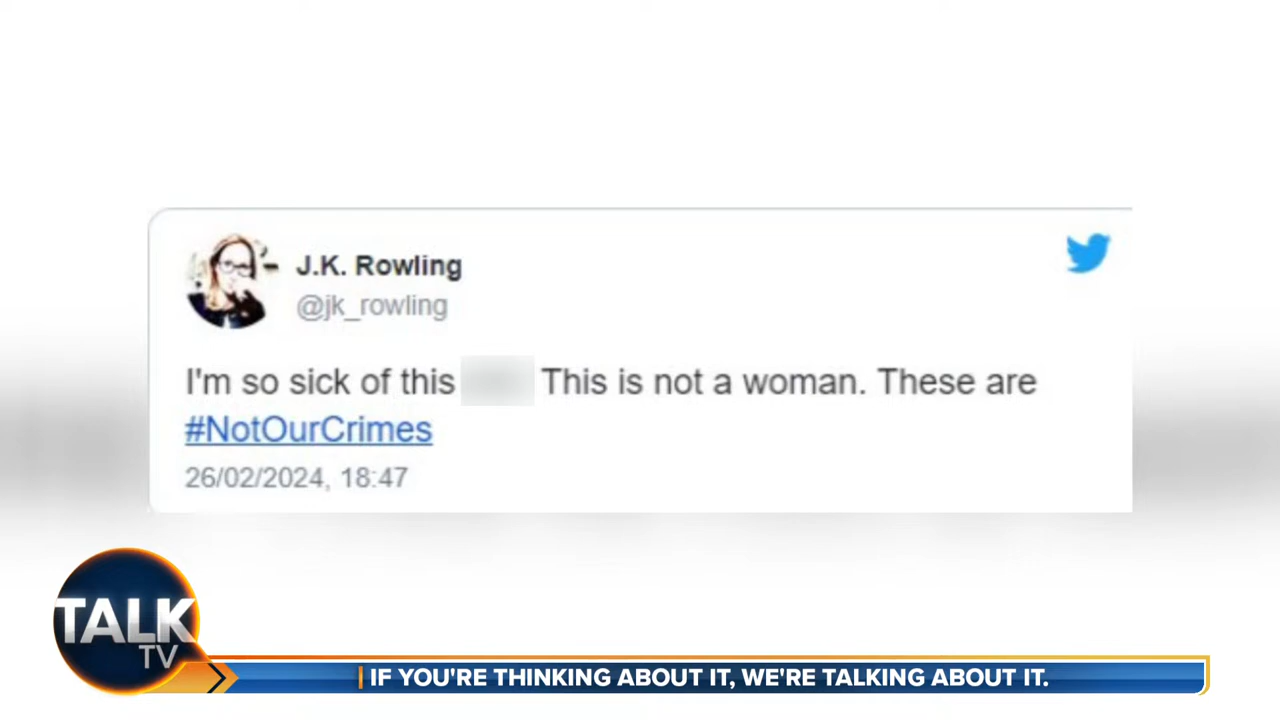 J.K. Rowling
@jk_rowling
I'm so sick of this This is not a woman. These are
#NotOurCrimes
26/02/2024, 18:47
TALK
TV
IF YOU'RE THINKING ABOUT IT, WE'RE TALKING ABOUT IT.